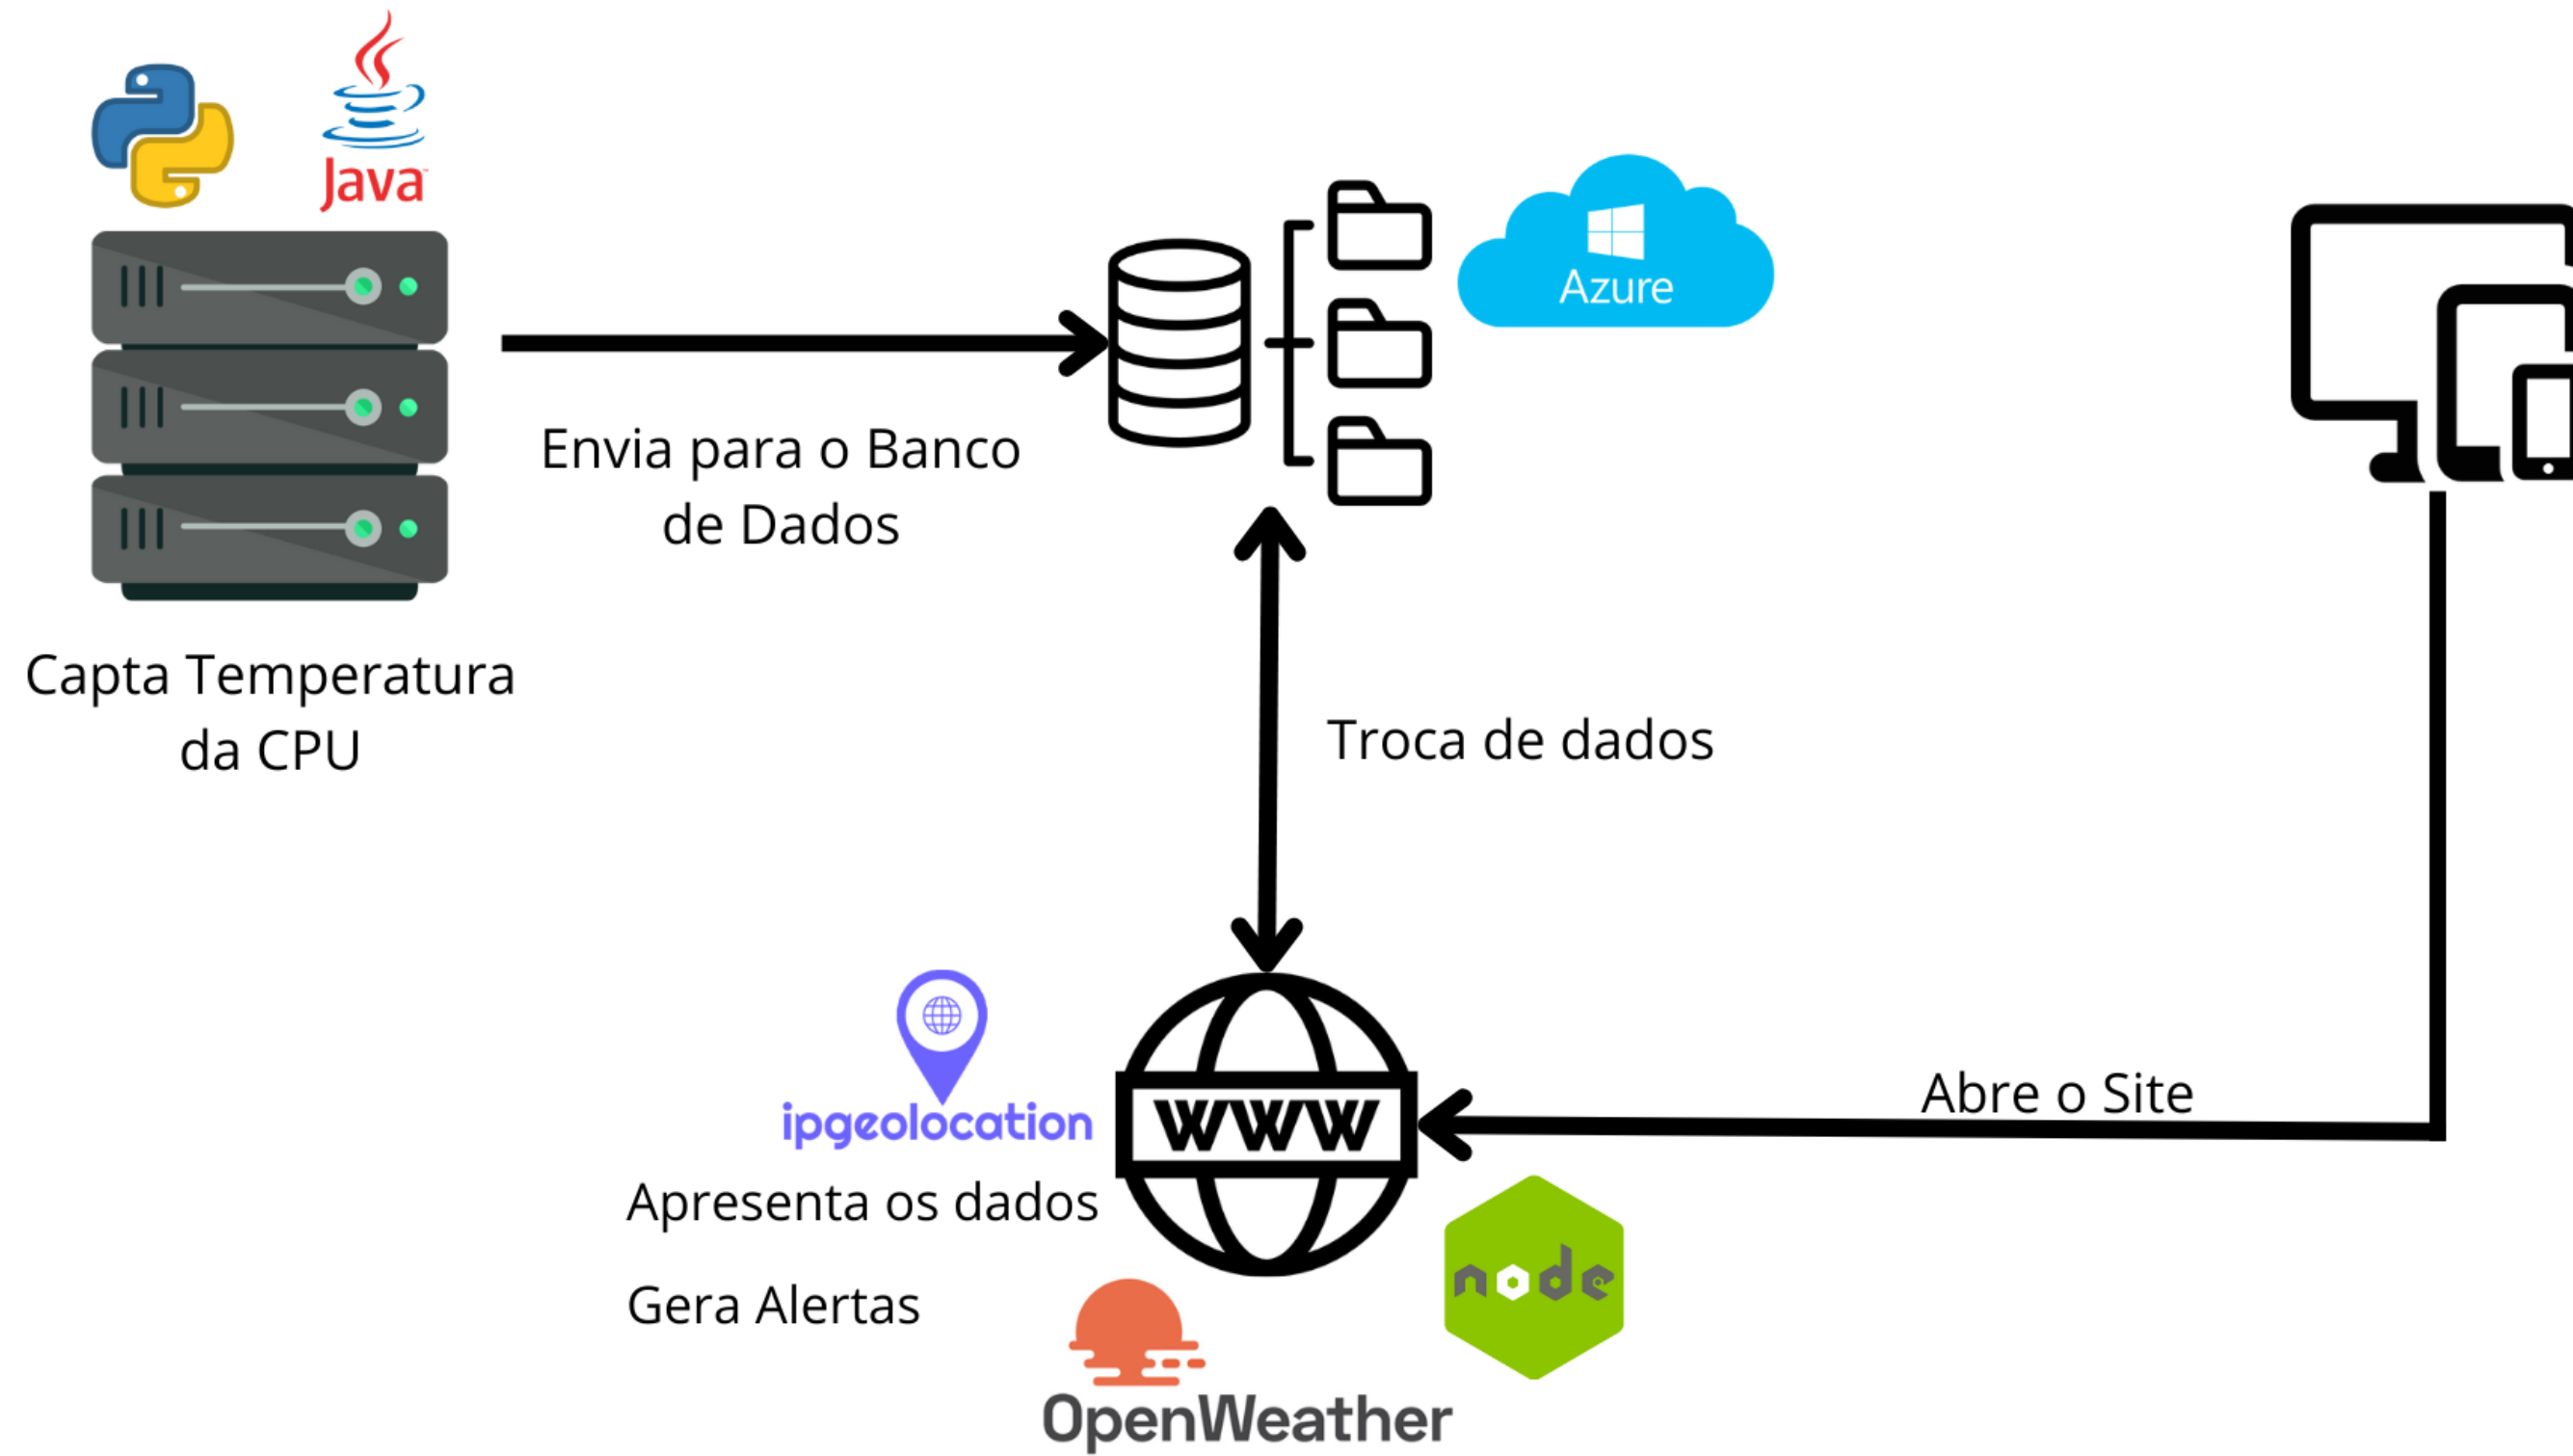 Java
Azure
Envia para o Banco
de Dados
Capta Temperatura
da CPU
Troca de dados
ipgeolocation
www
Abre o Site
Apresenta os dados
node
Gera Alertas
OpenWeather